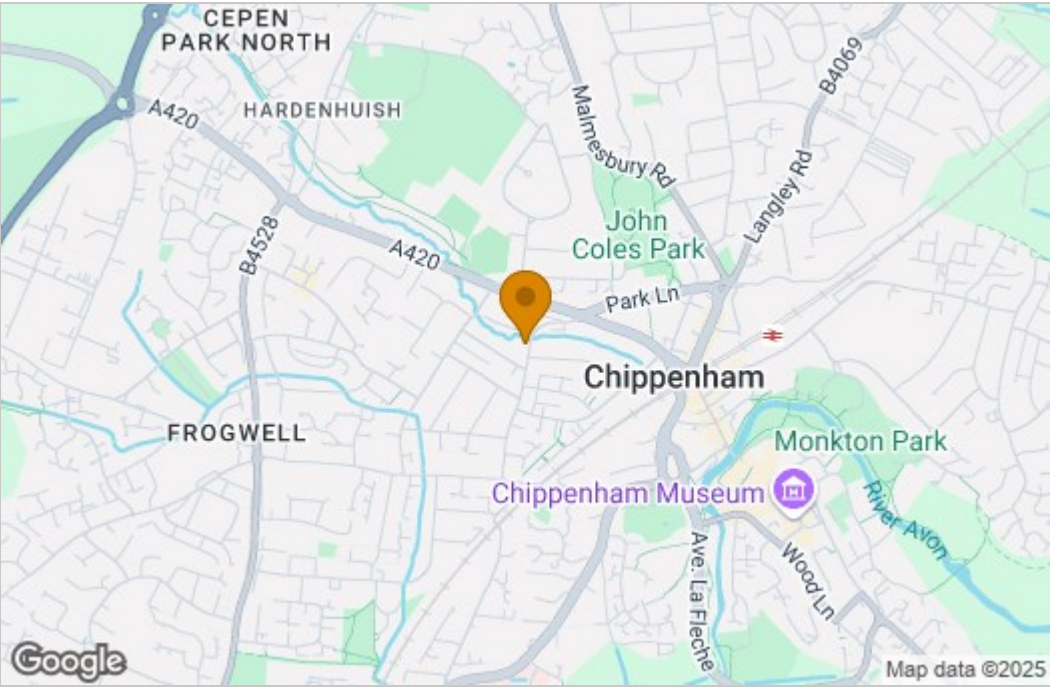 CEPEN
PARK NORTH
A420
HARDENHUISH
B4069
Malmesbury Rd
Langley Rd
John
Coles Park
B4528
A420
Park Ln
Chippenham
FROGWELL
Monkton Park
Chippenham Museum
River Avon
Ave. La Fleche
Wood Ln
Google
Map data ©2025